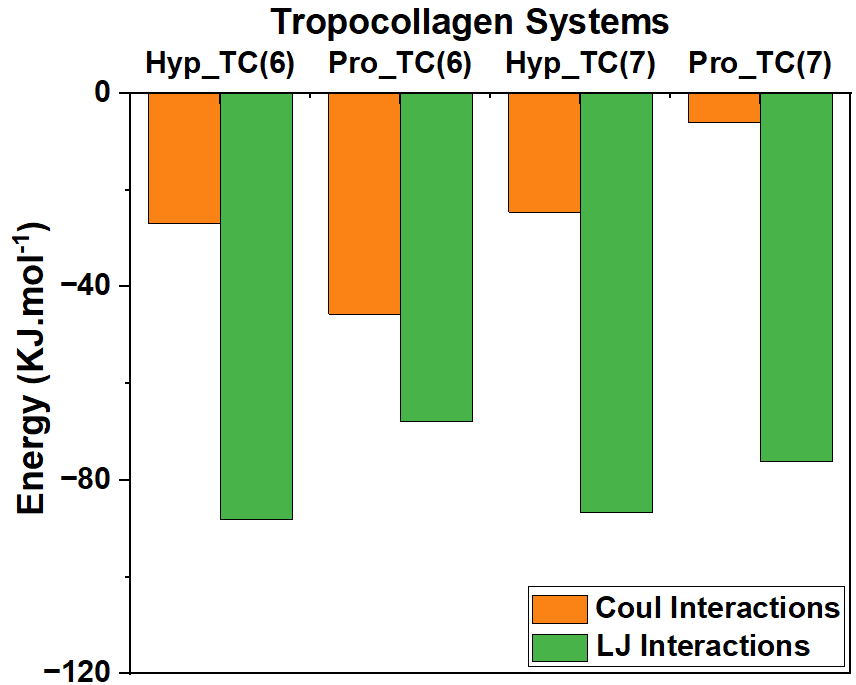 Tropocollagen Systems
Hyp_TC(6) Pro_TC(6) Hyp_TC(7) Pro_TC(7)
0
−40
−80
−120
Energy (KJ.mol⁻¹)
Coul Interactions
LJ Interactions